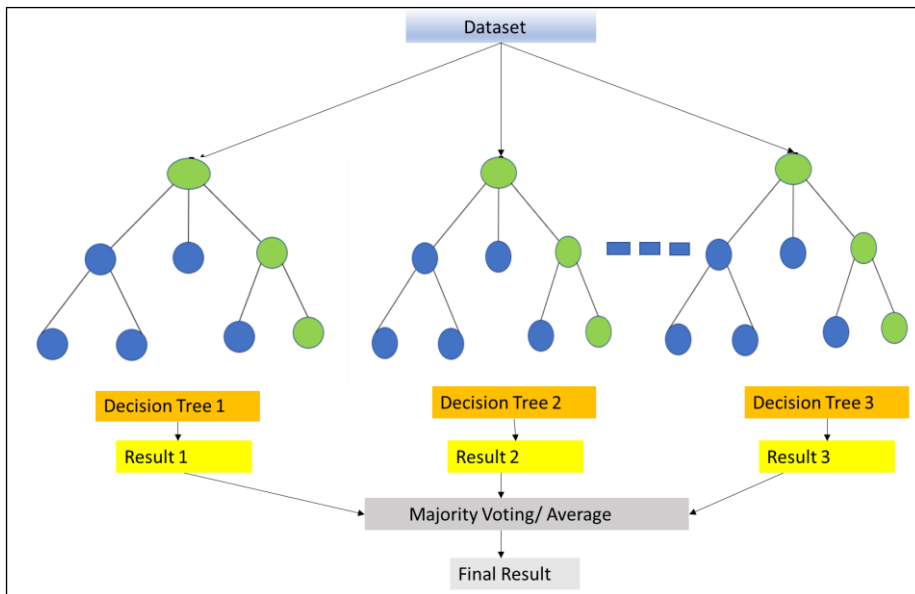 Dataset
Decision Tree 1
Decision Tree 2
Decision Tree 3
Result 1
Result 2
Result 3
Majority Voting/ Average
Final Result